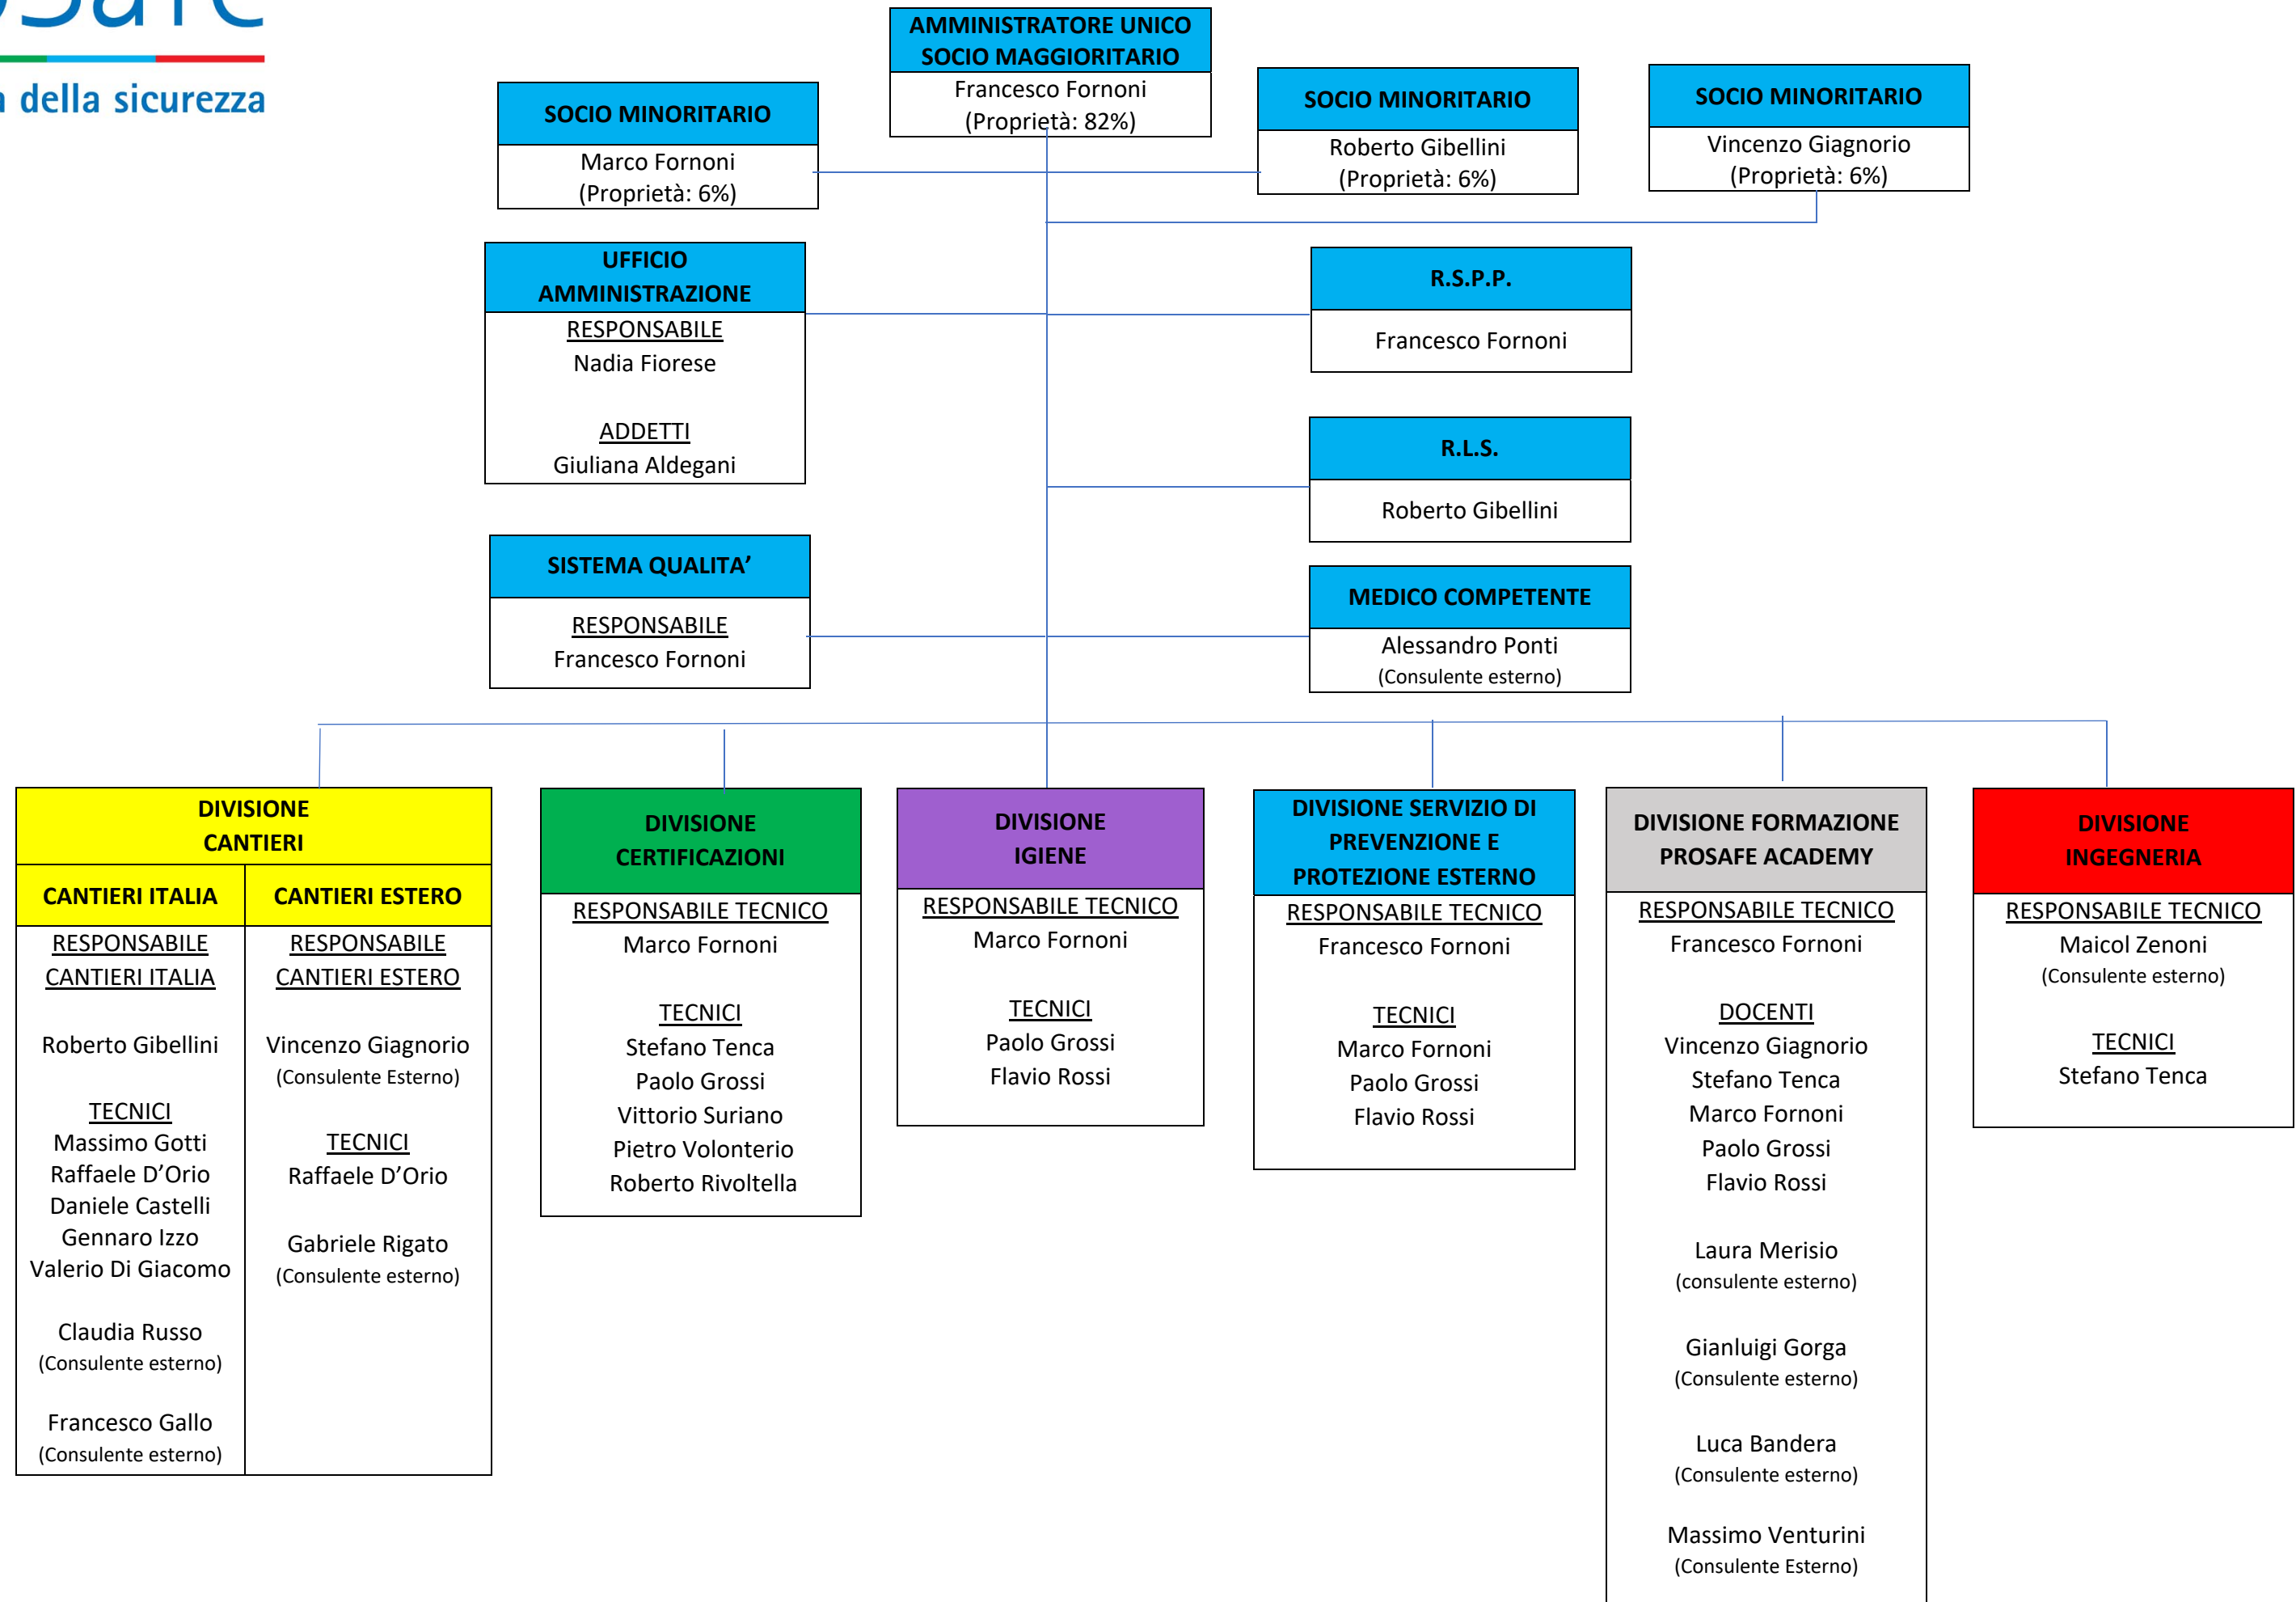 della sicurezza
AMMINISTRATORE UNICO
SOCIO MAGGIORITARIO
Francesco Fornoni
(Proprietà: 82%)
SOCIO MINORITARIO
Marco Fornoni
(Proprietà: 6%)
SOCIO MINORITARIO
Roberto Gibellini
(Proprietà: 6%)
SOCIO MINORITARIO
Vincenzo Giagnorio
(Proprietà: 6%)
UFFICIO
AMMINISTRAZIONE
RESPONSABILE
Nadia Fiorese
ADDETTI
Giuliana Aldegani
R.S.P.P.
Francesco Fornoni
R.L.S.
Roberto Gibellini
SISTEMA QUALITA’
RESPONSABILE
Francesco Fornoni
MEDICO COMPETENTE
Alessandro Ponti
(Consulente esterno)
DIVISIONE
CANTIERI
CANTIERI ITALIA
RESPONSABILE
CANTIERI ITALIA
Roberto Gibellini
TECNICI
Massimo Gotti
Raffaele D’Orio
Daniele Castelli
Gennaro Izzo
Valerio Di Giacomo
Claudia Russo
(Consulente esterno)
Francesco Gallo
(Consulente esterno)
CANTIERI ESTERO
RESPONSABILE
CANTIERI ESTERO
Vincenzo Giagnorio
(Consulente Esterno)
TECNICI
Raffaele D’Orio
Gabriele Rigato
(Consulente esterno)
DIVISIONE
CERTIFICAZIONI
RESPONSABILE TECNICO
Marco Fornoni
TECNICI
Stefano Tenca
Paolo Grossi
Vittorio Suriano
Pietro Volonterio
Roberto Rivoltella
DIVISIONE
IGIENE
RESPONSABILE TECNICO
Marco Fornoni
TECNICI
Paolo Grossi
Flavio Rossi
DIVISIONE SERVIZIO DI
PREVENZIONE E
PROTEZIONE ESTERNO
RESPONSABILE TECNICO
Francesco Fornoni
TECNICI
Marco Fornoni
Paolo Grossi
Flavio Rossi
DIVISIONE FORMAZIONE
PROSAFE ACADEMY
RESPONSABILE TECNICO
Francesco Fornoni
DOCENTI
Vincenzo Giagnorio
Stefano Tenca
Marco Fornoni
Paolo Grossi
Flavio Rossi
Laura Merisio
(consulente esterno)
Gianluigi Gorga
(Consulente esterno)
Luca Bandera
(Consulente esterno)
Massimo Venturini
(Consulente Esterno)
DIVISIONE
INGEGNERIA
RESPONSABILE TECNICO
Maicol Zenoni
(Consulente esterno)
TECNICI
Stefano Tenca